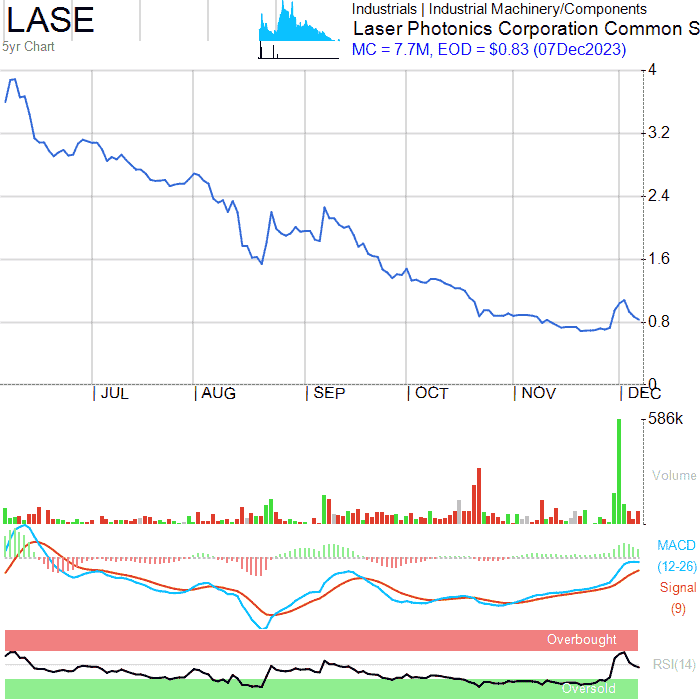 LASE
5yr Chart
Industrials | Industrial Machinery/Components
Laser Photonics Corporation Common S
MC = 7.7M, EOD = $0.83 (07Dec2023)
4
3.2
2.4
1.6
0.8
0
JUL
AUG
SEP
OCT
NOV
DEC
586k
Volume
MACD
(12-26)
Signal
(9)
Overbought
RSI(14)
Oversold